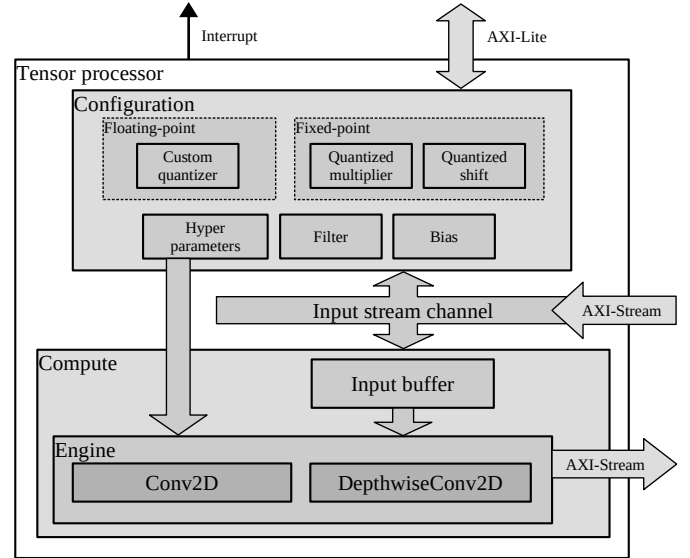 Interrupt
AXI-Lite
Tensor processor
Configuration
Floating-point
Custom
quantizer
Fixed-point
Quantized
multiplier
Quantized
shift
Hyper
parameters
Filter
Bias
Input stream channel
AXI-Stream
Compute
Input buffer
Engine
Conv2D
DepthwiseConv2D
AXI-Stream